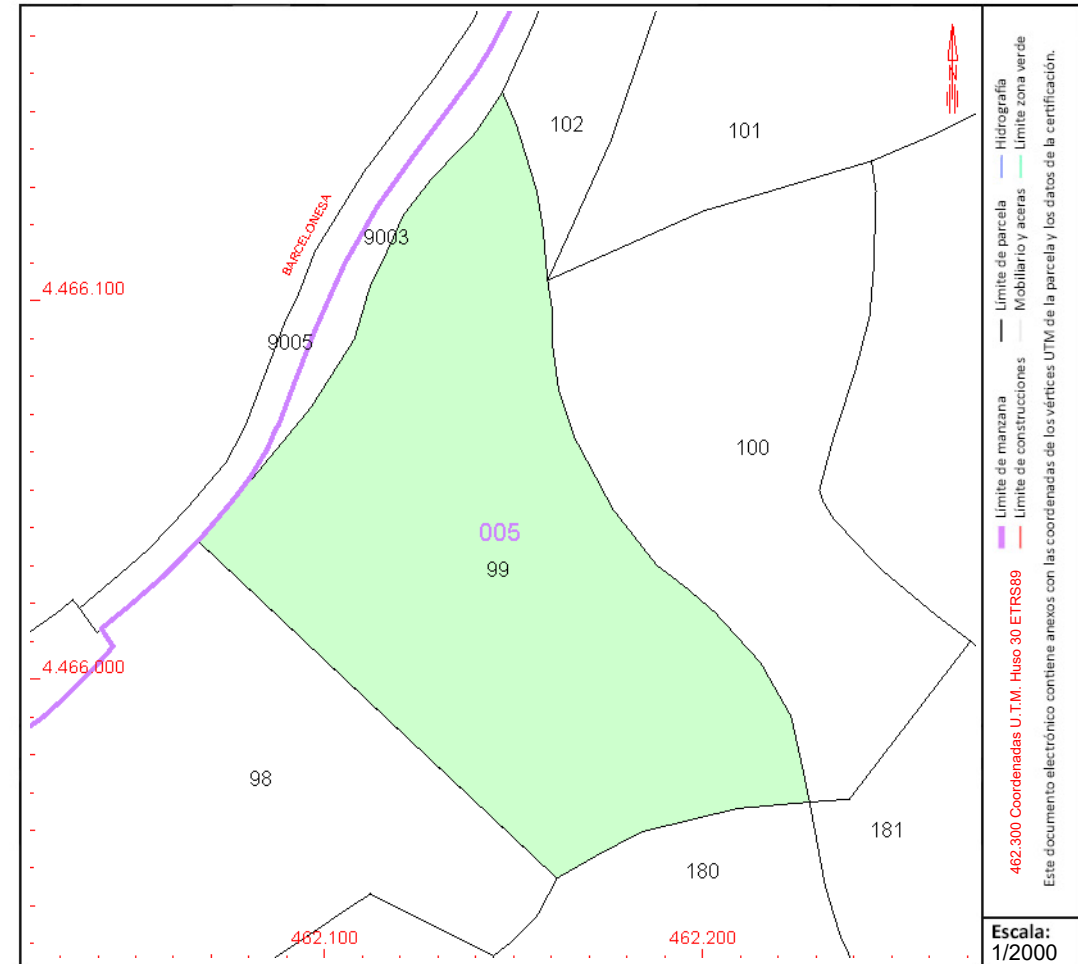 102
101
9003
BARCELONESA
4.466.100
9005
100
005
99
4.466.000
98
181
180
462.100
462.200
N
Hidrografía
Límite zona verde
Límite de parcela
Mobiliario y aceras
Límite de manzana
Límite de construcciones
462.300 Coordenadas U.T.M. Huso 30 ETRS89
Este documento electrónico contiene anexos con las coordenadas de los vértices UTM de la parcela y los datos de la certificación.
Escala:
1/2000